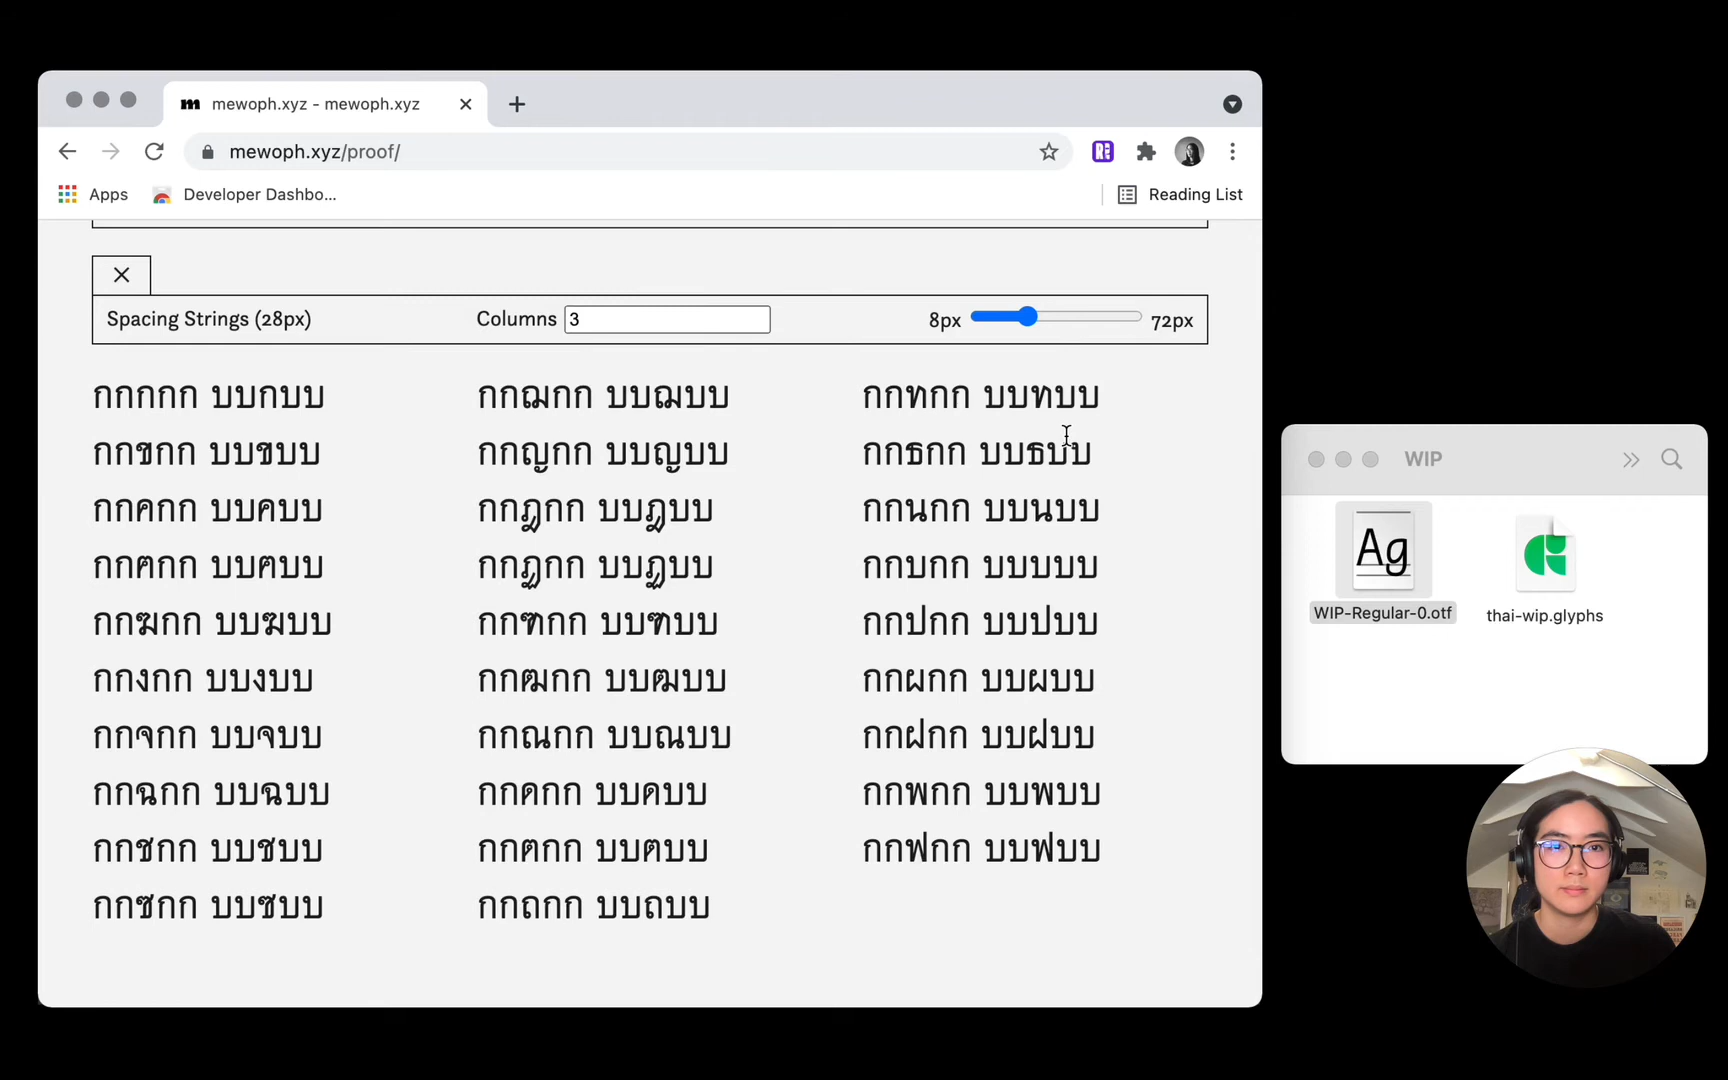 mewoph.xyz - mewoph.xyz
mewoph.xyz/proof/
Apps Developer Dashbo... Reading List
Spacing Strings (28px) Columns 3 8px 72px
กกกกก บบกบบ
กกขกก บบขบบ
กกคกก บบคบบ
กกฅกก บบฅบบ
กกฆกก บบฆบบ
กกงกก บบงบบ
กกจกก บบจบบ
กกฉกก บบฉบบ
กกชกก บบชบบ
กกซกก บบซบบ
กกฌกก บบฌบบ
กกญกก บบญบบ
กกฎกก บบฎบบ
กกฏกก บบฏบบ
กกฑกก บบฑบบ
กกฒกก บบฒบบ
กกณกก บบณบบ
กกดกก บบดบบ
กกตกก บบตบบ
กกถกก บบถบบ
กกทกก บบทบบ
กกธกก บบธบบ
กกนกก บบนบบ
กกบกก บบบบบ
กกปกก บบปบบ
กกผกก บบผบบ
กกฝกก บบฝบบ
กกพกก บบพบบ
กกฟกก บบฟบบ
WIP
Ag
WIP-Regular-0.otf
thai-wip.glyphs